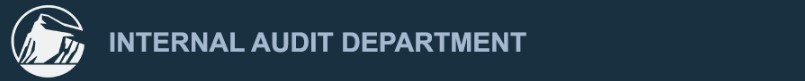 INTERNAL AUDIT DEPARTMENT